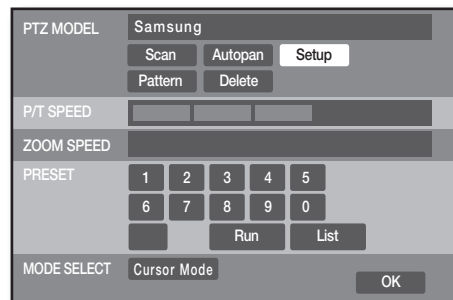 PTZ MODEL Samsung
Scan Autopan Setup
Pattern Delete
P/T SPEED
ZOOM SPEED
PRESET 1 2 3 4 5
6 7 8 9 0
Run List
MODE SELECT Cursor Mode
OK